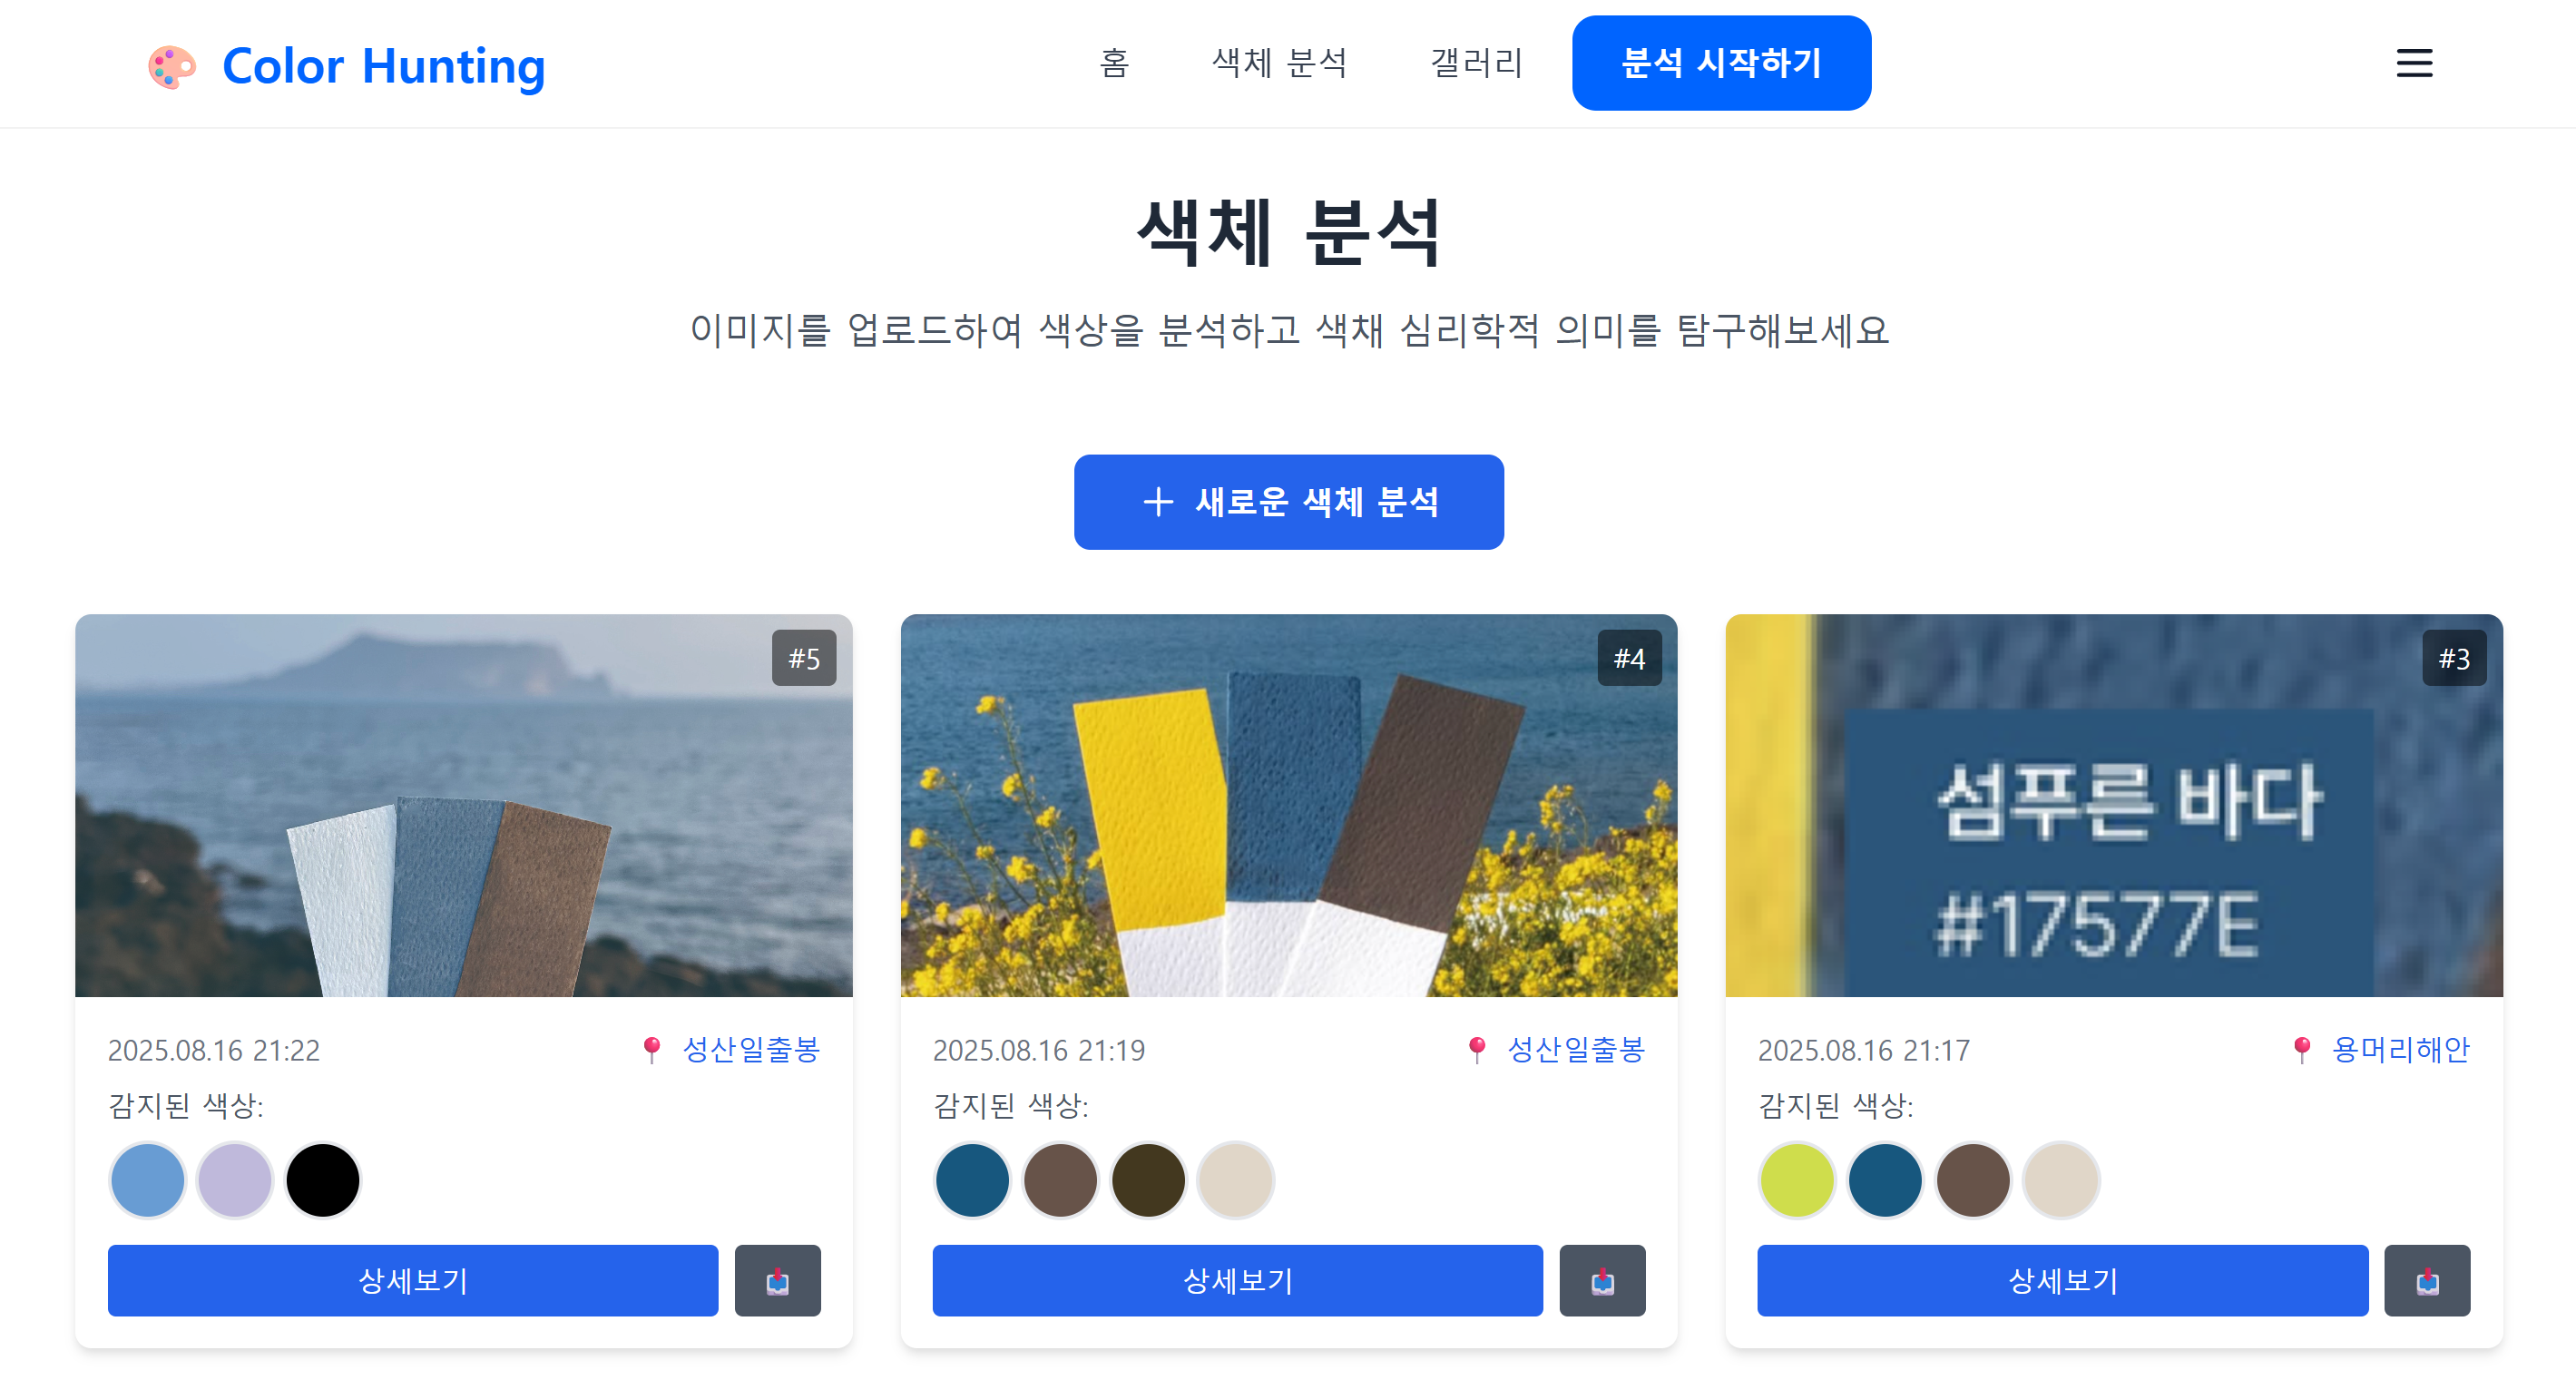 Color Hunting
홈 색체 분석 갤러리 분석 시작하기
색체 분석
이미지를 업로드하여 색상을 분석하고 색채 심리학적 의미를 탐구해보세요
새로운 색체 분석
#5
2025.08.16 21:22 성산일출봉
감지된 색상:
상세보기
#4
2025.08.16 21:19 성산일출봉
감지된 색상:
상세보기
#3
섬푸른 바다
#17577E
2025.08.16 21:17 용머리해안
감지된 색상:
상세보기